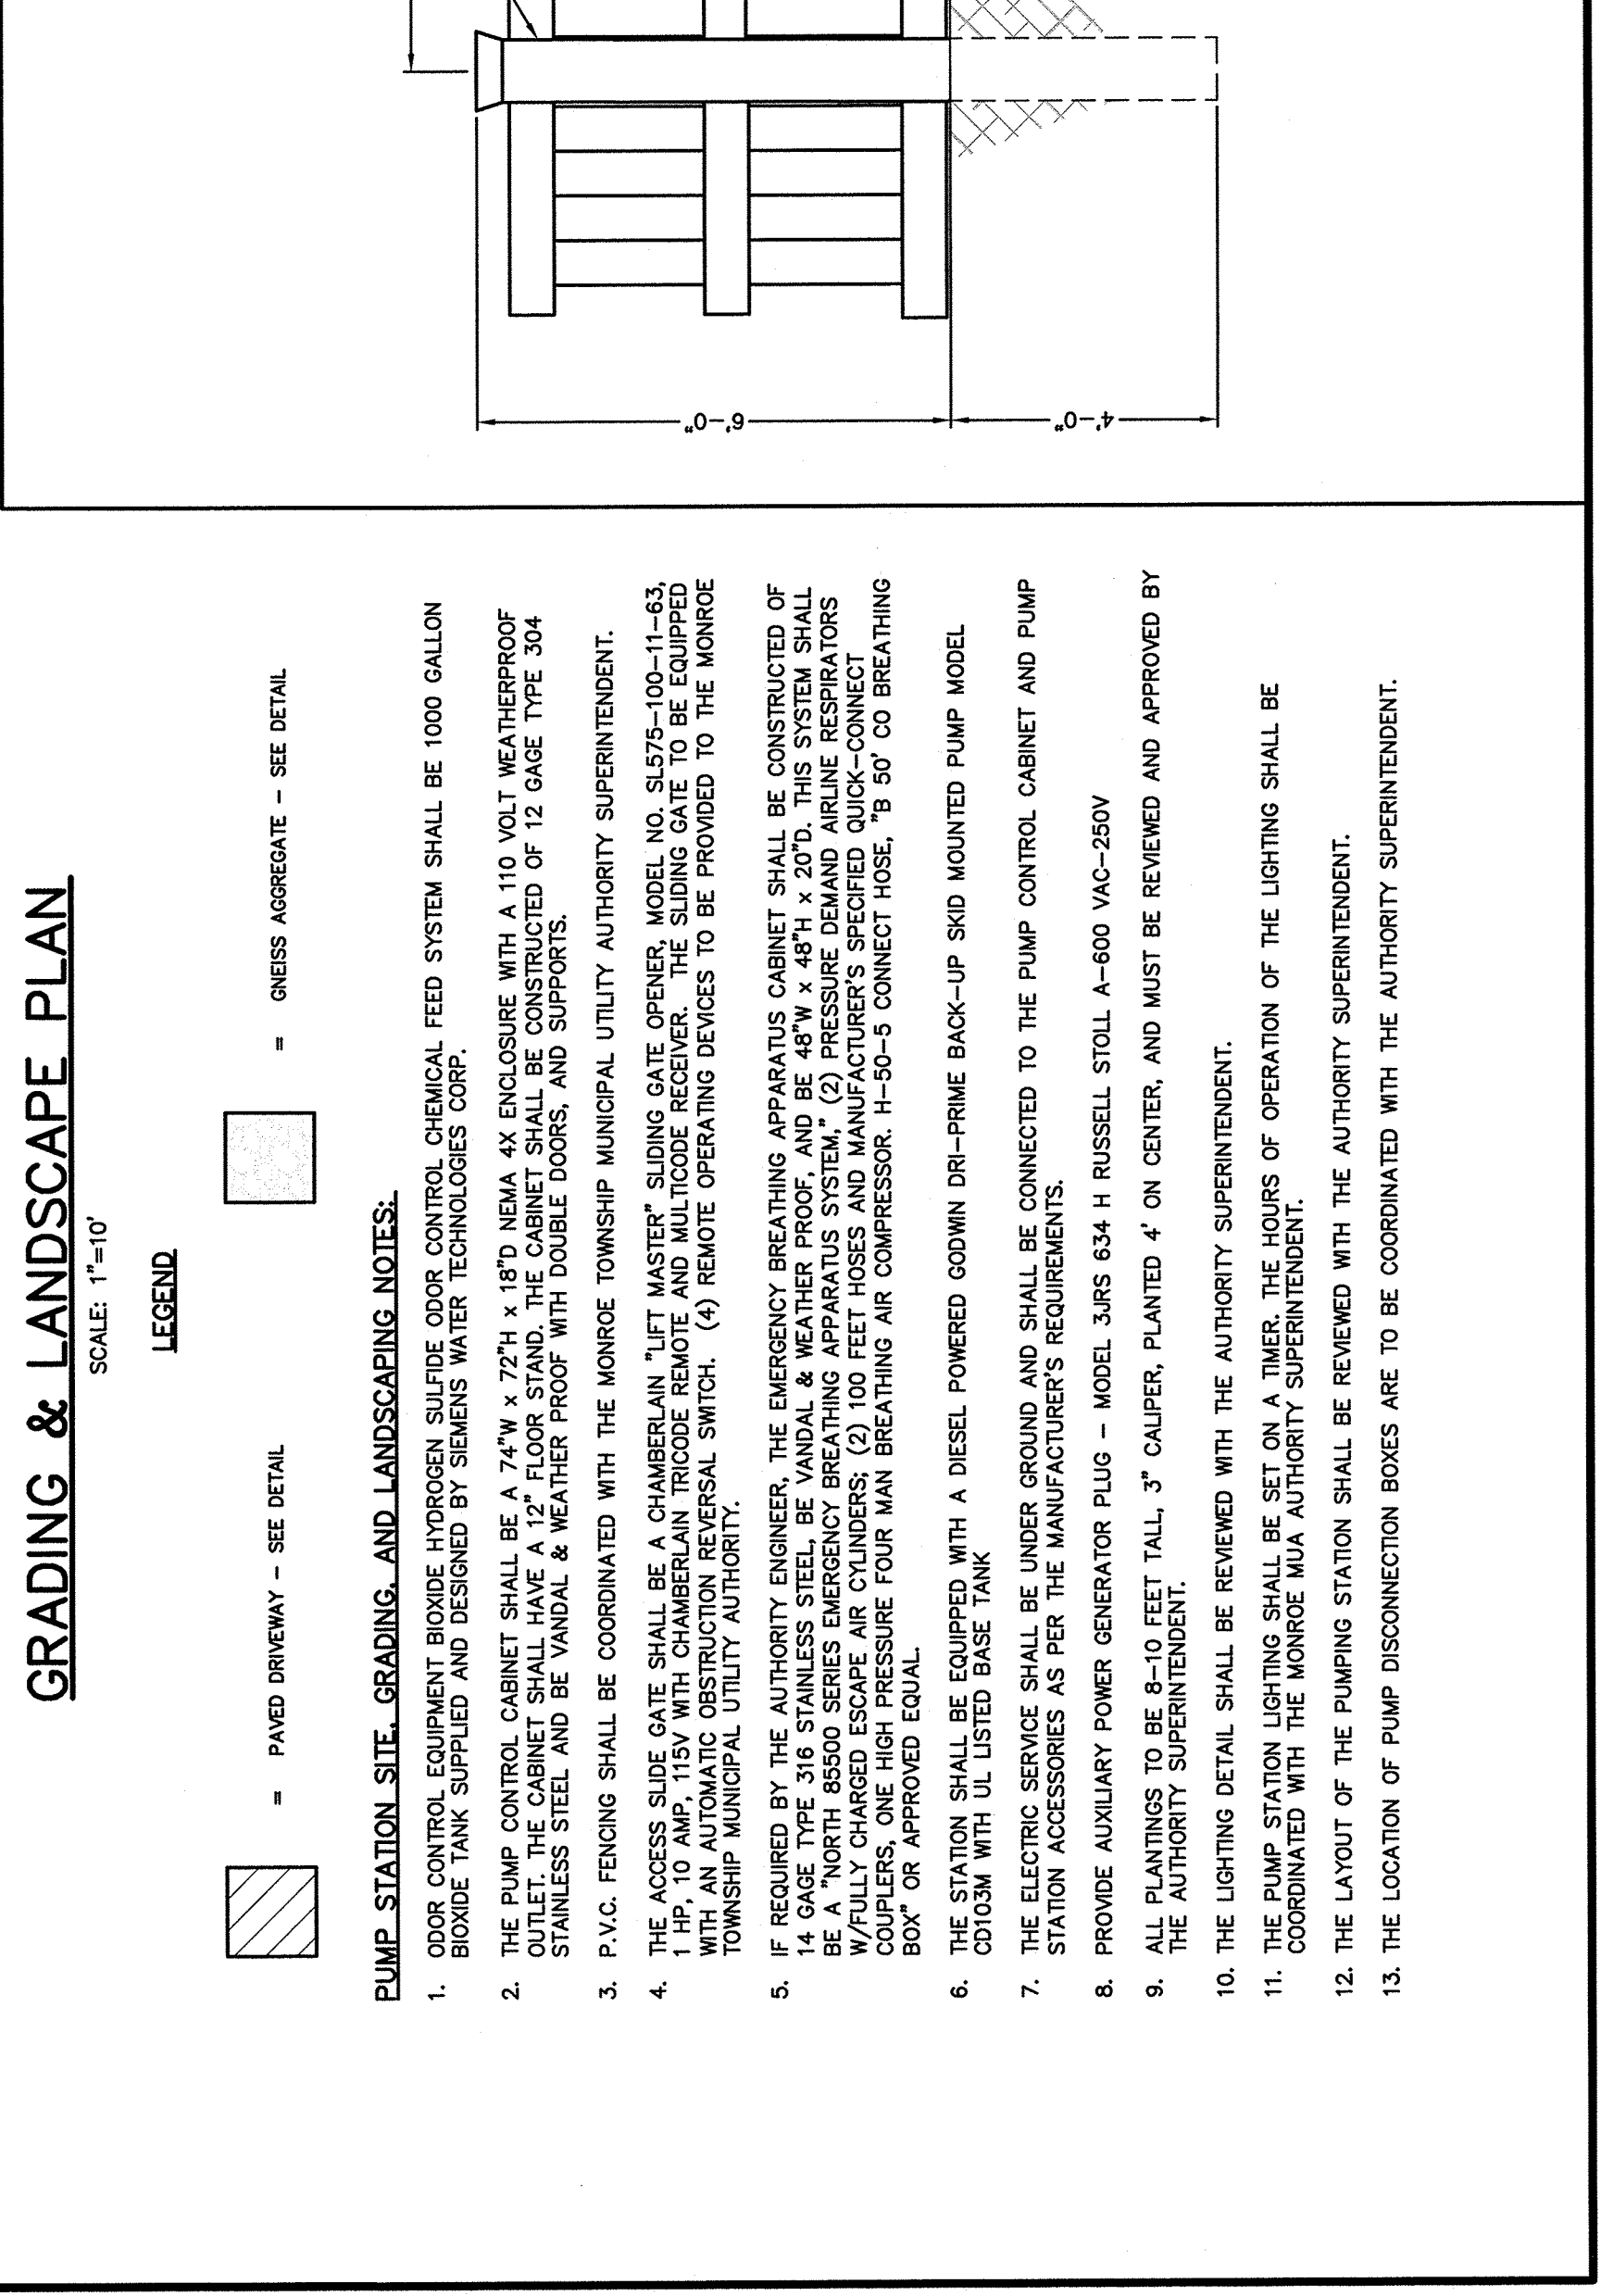 GRADING & LANDSCAPE PLAN
SCALE: 1"=10'
LEGEND
= PAVED DRIVEWAY – SEE DETAIL
= GNEISS AGGREGATE – SEE DETAIL
PUMP STATION SITE, GRADING, AND LANDSCAPING NOTES:
1. ODOR CONTROL EQUIPMENT BIOXIDE HYDROGEN SULFIDE ODOR CONTROL CHEMICAL FEED SYSTEM SHALL BE 1000 GALLON
BIOXIDE TANK SUPPLIED AND DESIGNED BY SIEMENS WATER TECHNOLOGIES CORP.
2. THE PUMP CONTROL CABINET SHALL BE A 74"W x 72"H x 18"D NEMA 4X ENCLOSURE WITH A 110 VOLT WEATHERPROOF
OUTLET. THE CABINET SHALL HAVE A 12" FLOOR STAND. THE CABINET SHALL BE CONSTRUCTED OF 12 GAGE TYPE 304
STAINLESS STEEL AND BE VANDAL & WEATHER PROOF WITH DOUBLE DOORS, AND SUPPORTS.
3. P.V.C. FENCING SHALL BE COORDINATED WITH THE MONROE TOWNSHIP MUNICIPAL UTILITY AUTHORITY SUPERINTENDENT.
4. THE ACCESS SLIDE GATE SHALL BE A CHAMBERLAIN "LIFT MASTER" SLIDING GATE OPENER, MODEL NO. SL575–100–11–63,
1 HP, 10 AMP, 115V WITH CHAMBERLAIN TRICODE REMOTE AND MULTICODE RECEIVER. THE SLIDING GATE TO BE EQUIPPED
WITH AN AUTOMATIC OBSTRUCTION REVERSAL SWITCH. (4) REMOTE OPERATING DEVICES TO BE PROVIDED TO THE MONROE
TOWNSHIP MUNICIPAL UTILITY AUTHORITY.
5. IF REQUIRED BY THE AUTHORITY ENGINEER, THE EMERGENCY BREATHING APPARATUS CABINET SHALL BE CONSTRUCTED OF
14 GAGE TYPE 316 STAINLESS STEEL, BE VANDAL & WEATHER PROOF, AND BE 48"W x 48"H x 20"D. THIS SYSTEM SHALL
BE A "NORTH 85500 SERIES EMERGENCY BREATHING APPARATUS SYSTEM," (2) PRESSURE DEMAND AIRLINE RESPIRATORS
W/FULLY CHARGED ESCAPE AIR CYLINDERS; (2) 100 FEET HOSES AND MANUFACTURER'S SPECIFIED QUICK–CONNECT
COUPLERS, ONE HIGH PRESSURE FOUR MAN BREATHING AIR COMPRESSOR. H–50–5 CONNECT HOSE, "B 50' CO BREATHING
BOX" OR APPROVED EQUAL.
6. THE STATION SHALL BE EQUIPPED WITH A DIESEL POWERED GODWIN DRI–PRIME BACK–UP SKID MOUNTED PUMP MODEL
CD103M WITH UL LISTED BASE TANK
7. THE ELECTRIC SERVICE SHALL BE UNDER GROUND AND SHALL BE CONNECTED TO THE PUMP CONTROL CABINET AND PUMP
STATION ACCESSORIES AS PER THE MANUFACTURER'S REQUIREMENTS.
8. PROVIDE AUXILIARY POWER GENERATOR PLUG – MODEL 3JRS 634 H RUSSELL STOLL A–600 VAC–250V
9. ALL PLANTINGS TO BE 8–10 FEET TALL, 3" CALIPER, PLANTED 4' ON CENTER, AND MUST BE REVIEWED AND APPROVED BY
THE AUTHORITY SUPERINTENDENT.
10. THE LIGHTING DETAIL SHALL BE REVIEWED WITH THE AUTHORITY SUPERINTENDENT.
11. THE PUMP STATION LIGHTING SHALL BE SET ON A TIMER. THE HOURS OF OPERATION OF THE LIGHTING SHALL BE
COORDINATED WITH THE MONROE MUA AUTHORITY SUPERINTENDENT.
12. THE LAYOUT OF THE PUMPING STATION SHALL BE REVIEWED WITH THE AUTHORITY SUPERINTENDENT.
13. THE LOCATION OF PUMP DISCONNECTION BOXES ARE TO BE COORDINATED WITH THE AUTHORITY SUPERINTENDENT.
6'–0"
4'–0"